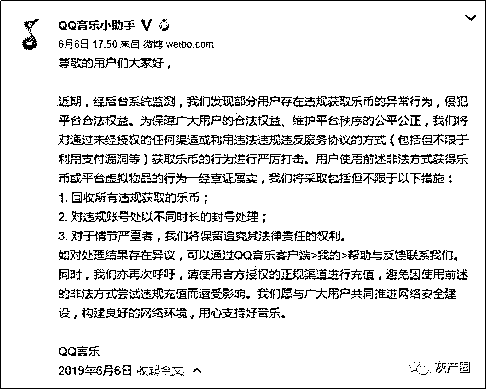 QQ音乐小助手
6月6日 17:50 来自 微博 weibo.com
尊敬的用户们大家好，
近期，经后台系统监测，我们发现部分用户存在违规获取乐币的异常行为，侵犯
平台合法权益。为保障广大用户的合法权益、维护平台秩序的公平公正，我们将
对通过未经授权的任何渠道或利用违法违规违反服务协议的方式（包括但不限于
利用支付漏洞等）获取乐币的行为进行严厉打击。用户使用前述非法方式获得乐
币或平台虚拟物品的行为一经查证属实，我们将采取包括但不限于以下措施：
1. 回收所有违规获取的乐币；
2. 对违规账号处以不同时长的封号处理；
3. 对于情节严重者，我们将保留追究其法律责任的权利。
如对处理结果存在异议，可以通过QQ音乐客户端>我的>帮助与反馈联系我们。
同时，我们亦再次呼吁，请使用官方授权的正规渠道进行充值，避免因使用前述
的非法方式尝试违规充值而遭受影响。我们愿与广大用户共同推进网络安全建
设，构建良好的网络环境，用心支持好音乐。
QQ音乐
2019年6月6日 收起全文
灰产圈